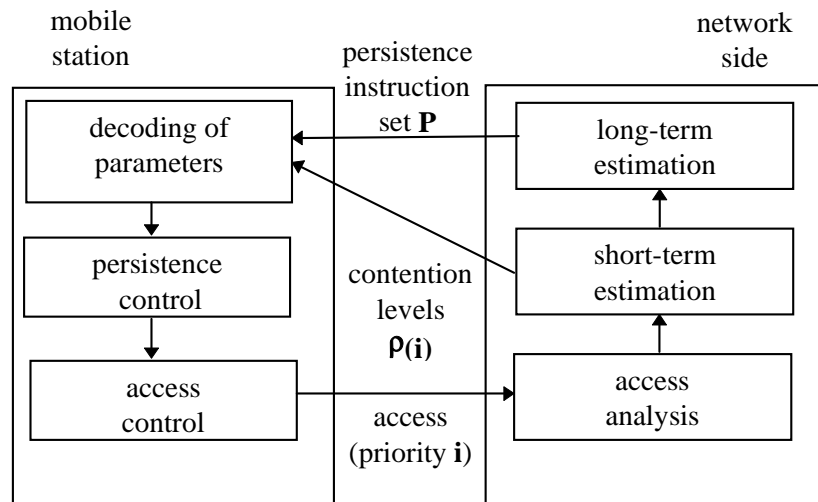 mobile
station
persistence
instruction
set P
network
side
decoding of
parameters
long-term
estimation
persistence
control
contention
levels
ρ(i)
short-term
estimation
access
control
access
(priority i)
access
analysis